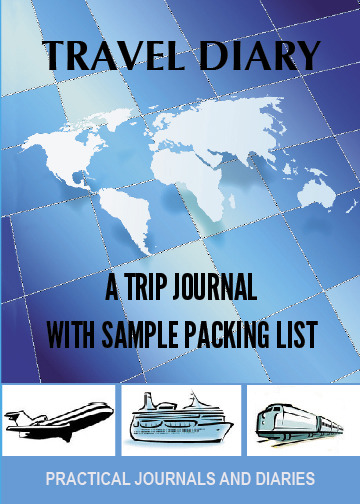 TRAVEL DIARY
A TRIP JOURNAL
WITH SAMPLE PACKING LIST
PRACTICAL JOURNALS AND DIARIES